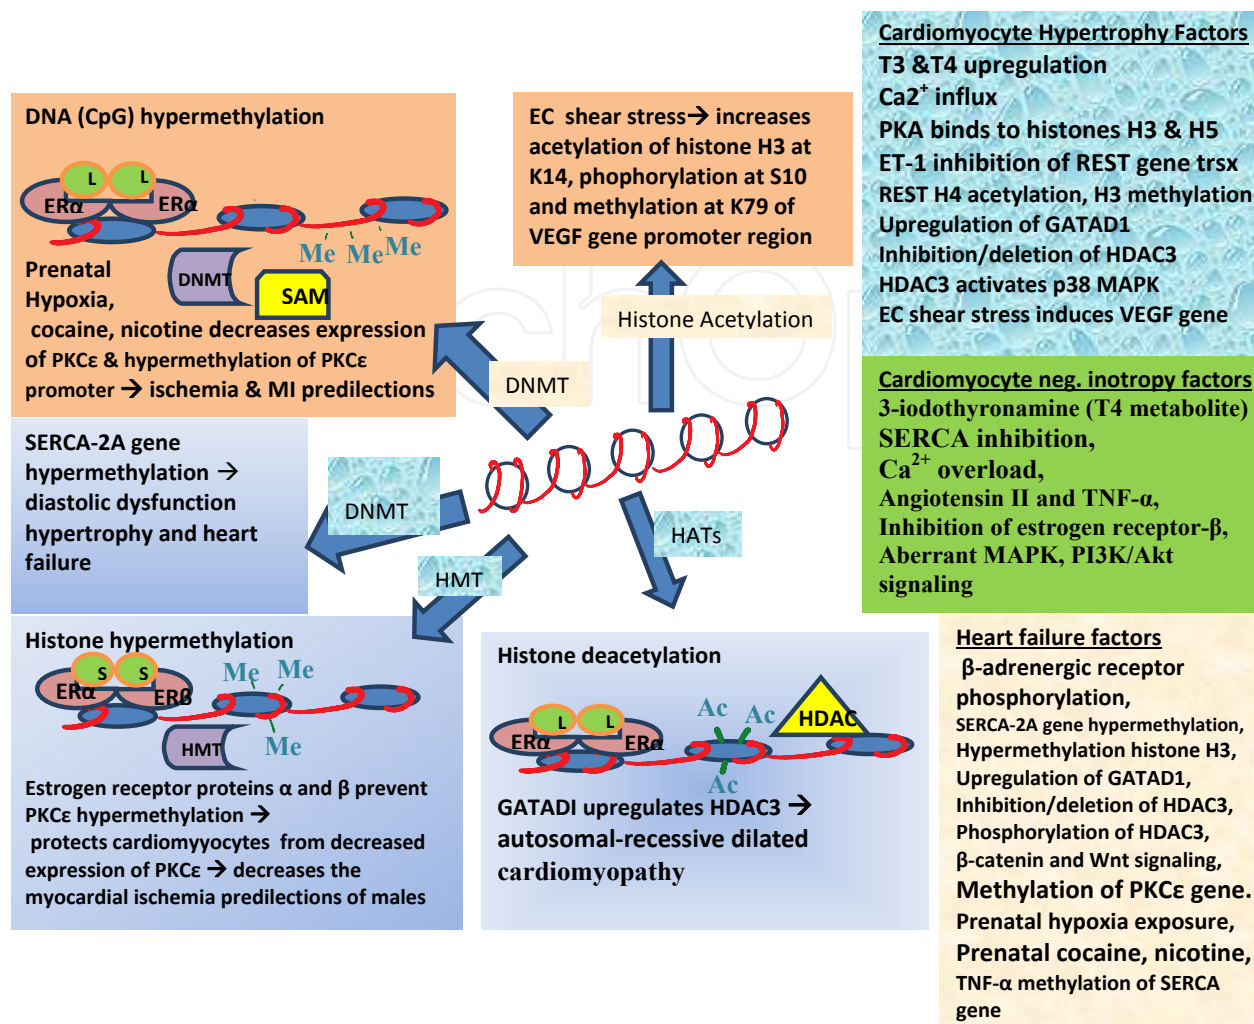 DNA (CpG) hypermethylation
L
L
ERα
ERα
Me
Me
Me
DNMT
SAM
Prenatal
Hypoxia,
cocaine, nicotine decreases expression
of PKCε & hypermethylation of PKCε
promoter → ischemia & MI predilections
EC shear stress→ increases
acetylation of histone H3 at
K14, phophorylation at S10
and methylation at K79 of
VEGF gene promoter region
Histone Acetylation
DNMT
DNMT
HMT
HATs
SERCA-2A gene
hypermethylation →
diastolic dysfunction
hypertrophy and heart
failure
Histone hypermethylation
S
S
ERα
ERβ
Me
Me
Me
HMT
Estrogen receptor proteins α and β prevent
PKCε hypermethylation →
protects cardiomyyocytes from decreased
expression of PKCε → decreases the
myocardial ischemia predilections of males
Histone deacetylation
L
L
ERα
ERα
Ac
Ac
Ac
HDAC
GATADI upregulates HDAC3 →
autosomal-recessive dilated
cardiomyopathy
Cardiomyocyte Hypertrophy Factors
T3 &T4 upregulation
Ca2⁺ influx
PKA binds to histones H3 & H5
ET-1 inhibition of REST gene trsx
REST H4 acetylation, H3 methylation
Upregulation of GATAD1
Inhibition/deletion of HDAC3
HDAC3 activates p38 MAPK
EC shear stress induces VEGF gene
Cardiomyocyte neg. inotropy factors
3-iodothyronamine (T4 metabolite)
SERCA inhibition,
Ca²⁺ overload,
Angiotensin II and TNF-α,
Inhibition of estrogen receptor-β,
Aberrant MAPK, PI3K/Akt
signaling
Heart failure factors
β-adrenergic receptor
phosphorylation,
SERCA-2A gene hypermethylation,
Hypermethylation histone H3,
Upregulation of GATAD1,
Inhibition/deletion of HDAC3,
Phosphorylation of HDAC3,
β-catenin and Wnt signaling,
Methylation of PKCε gene.
Prenatal hypoxia exposure,
Prenatal cocaine, nicotine,
TNF-α methylation of SERCA
gene